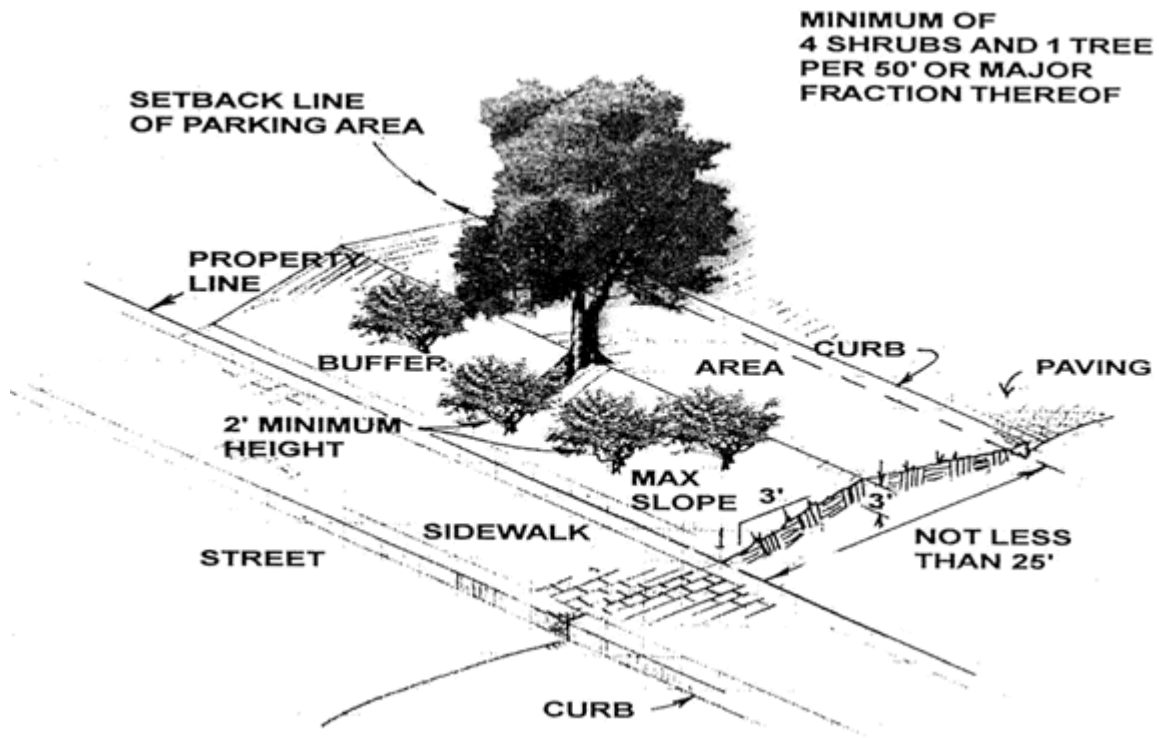 MINIMUM OF
4 SHRUBS AND 1 TREE
PER 50' OR MAJOR
FRACTION THEREOF
SETBACK LINE
OF PARKING AREA
PROPERTY
LINE
BUFFER
AREA
CURB
PAVING
2' MINIMUM
HEIGHT
MAX
SLOPE
3'
3'
NOT LESS
THAN 25'
SIDEWALK
STREET
CURB